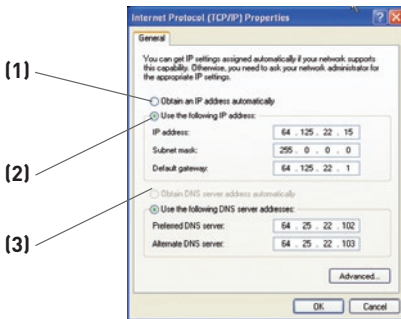 Internet Protocol (TCP/IP) Properties
General
You can get IP settings assigned automatically if your network supports
this capability. Otherwise, you need to ask your network administrator for
the appropriate IP settings.
(1)
Obtain an IP address automatically
Use the following IP address:
IP address: 64 . 125 . 22 . 15
(2)
Subnet mask: 255 . 0 . 0 . 0
Default gateway: 64 . 125 . 22 . 1
Obtain DNS server address automatically
Use the following DNS server addresses:
(3)
Preferred DNS server: 64 . 25 . 22 . 102
Alternate DNS server: 64 . 25 . 22 . 103
Advanced...
OK Cancel